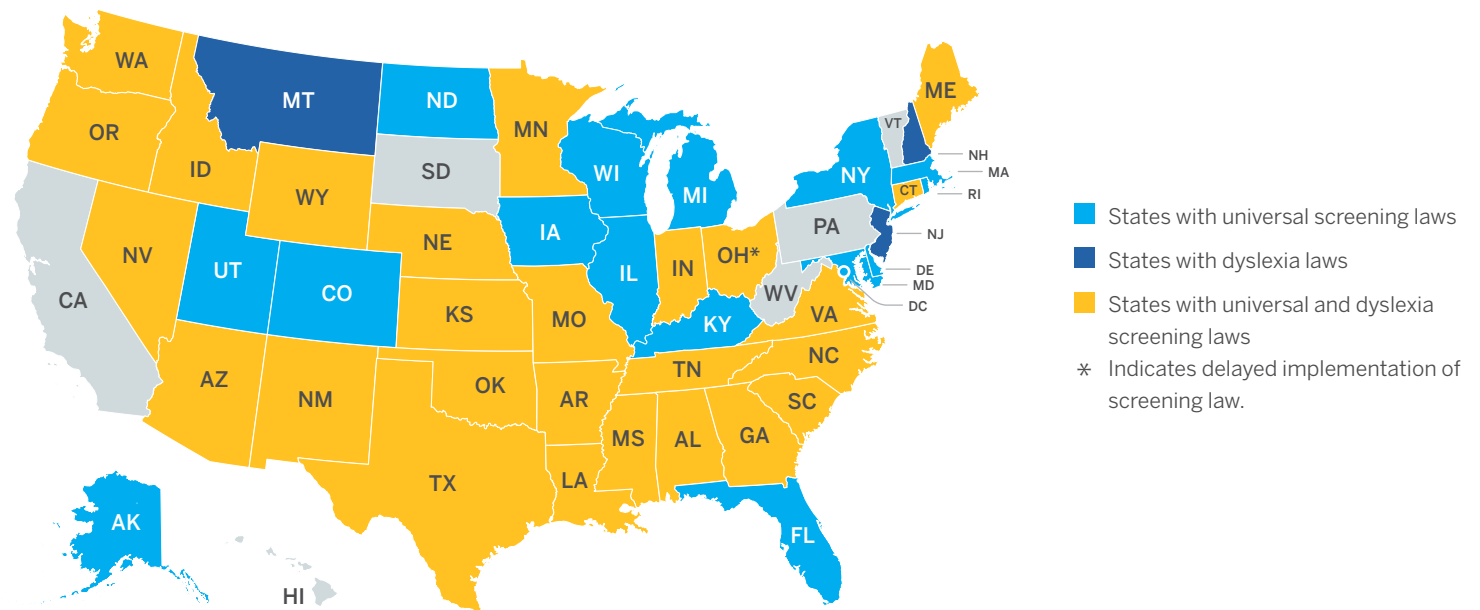 WA
MT
ND
MN
ME
VT
OR
ID
SD
WI
MI
NY
NH
MA
WY
CT
RI
NV
NE
IA
PA
NJ
UT
CO
IL
IN
OH*
DE
MD
DC
CA
KS
MO
KY
WV
VA
AZ
NM
OK
AR
TN
NC
SC
TX
LA
MS
AL
GA
AK
HI
FL
States with universal screening laws
States with dyslexia laws
States with universal and dyslexia
screening laws
* Indicates delayed implementation of
screening law.